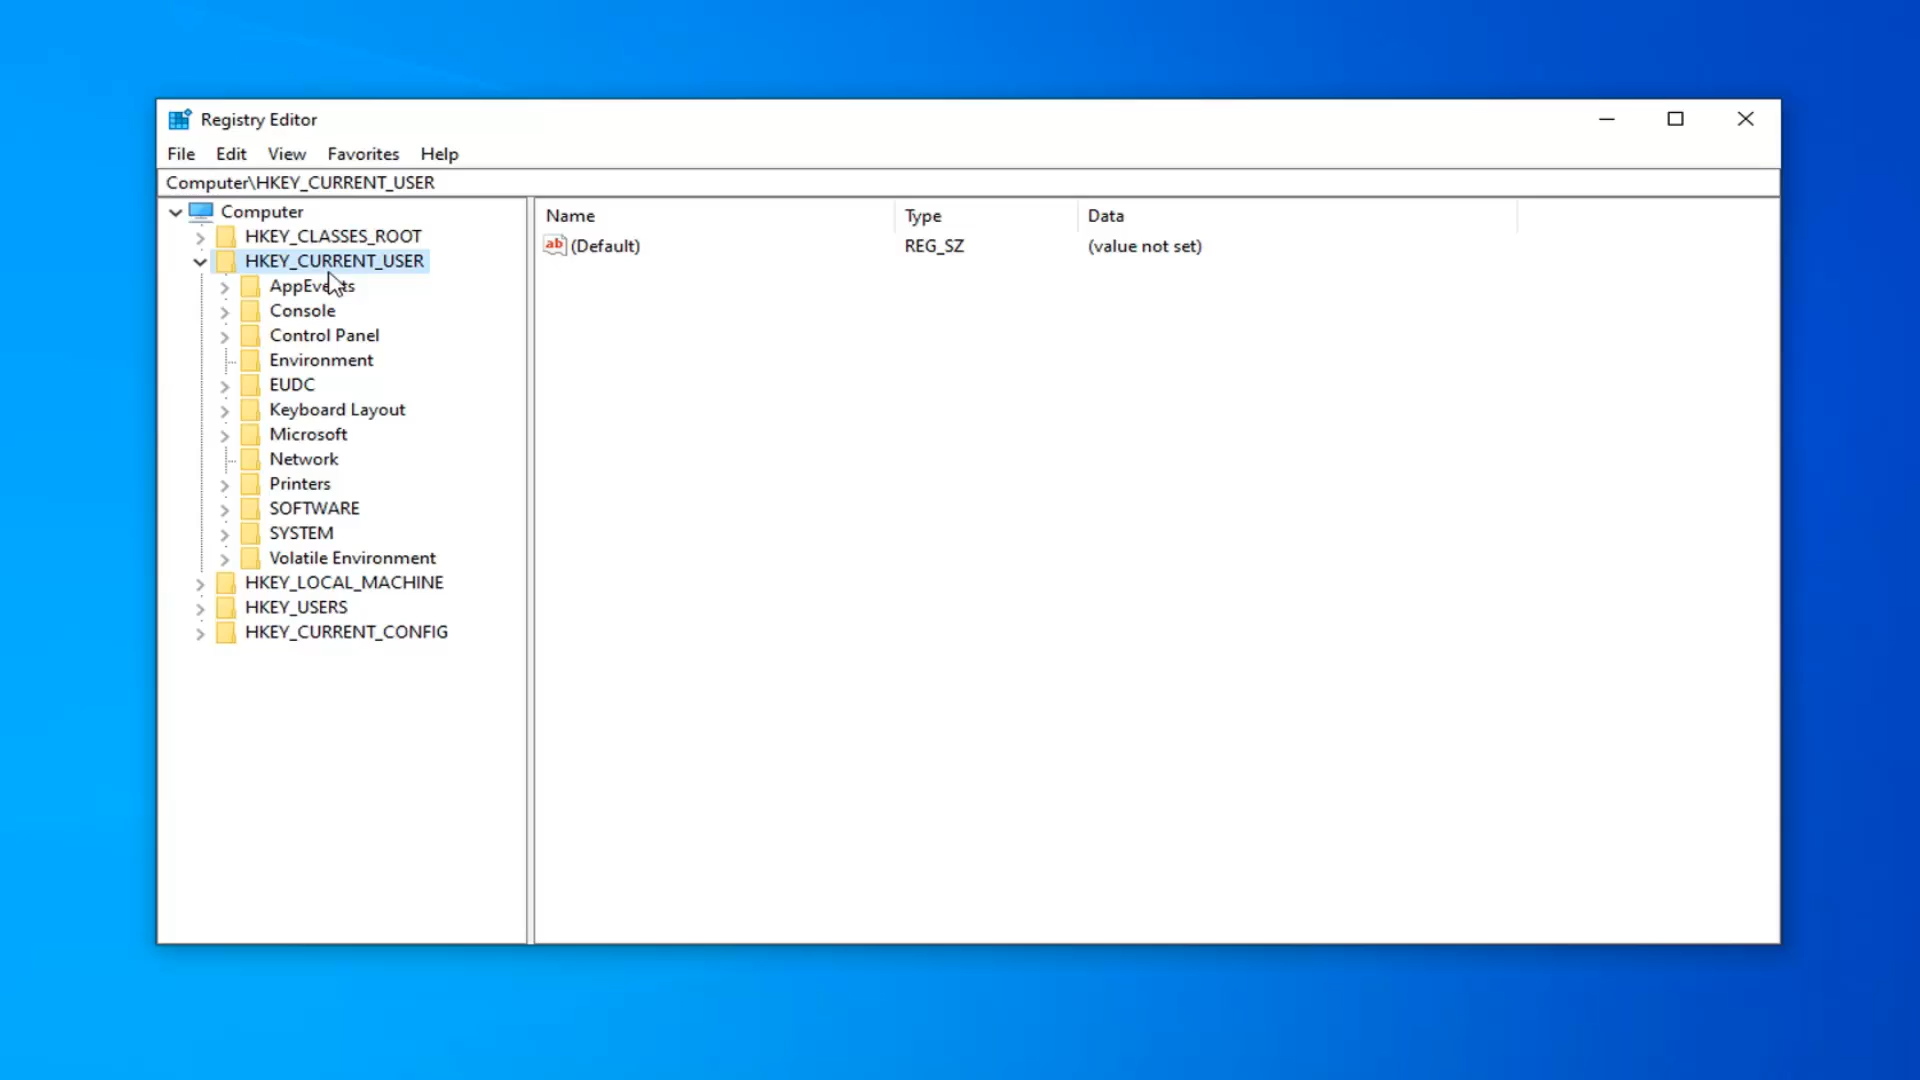 Registry Editor
File Edit View Favorites Help
Computer\HKEY_CURRENT_USER
Computer
HKEY_CLASSES_ROOT
HKEY_CURRENT_USER
AppEvents
Console
Control Panel
Environment
EUDC
Keyboard Layout
Microsoft
Network
Printers
SOFTWARE
SYSTEM
Volatile Environment
HKEY_LOCAL_MACHINE
HKEY_USERS
HKEY_CURRENT_CONFIG
Name Type Data
ab (Default) REG_SZ (value not set)